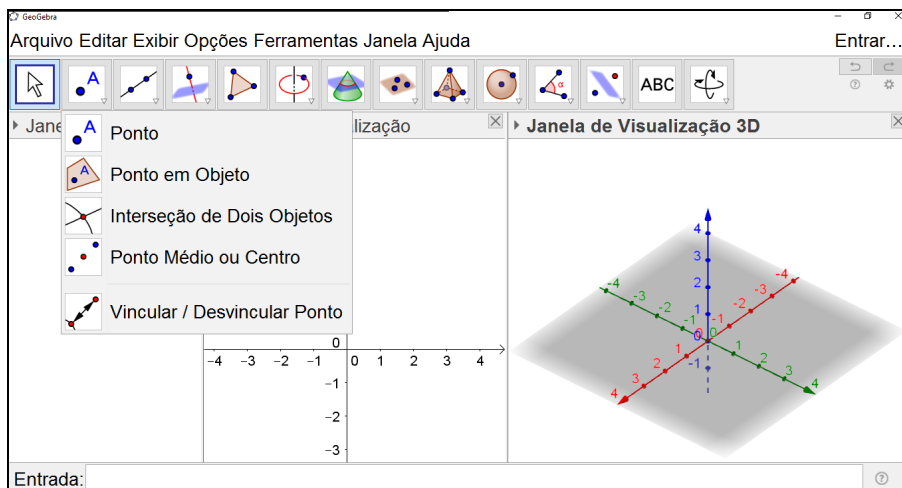 GeoGebra
Arquivo Editar Exibir Opções Ferramentas Janela Ajuda
Entrar...
A
α
ABC
Jane
lização
Janela de Visualização 3D
A Ponto
A Ponto em Objeto
Interseção de Dois Objetos
Ponto Médio ou Centro
Vincular / Desvincular Ponto
0
-4 -3 -2 -1 0 1 2 3 4
-1
-2
-3
4
3
2
1
0
-1
-4 -3 -2 -1 0 1 2 3 4
-4 -3 -2 -1 0 1 2 3 4
Entrada: